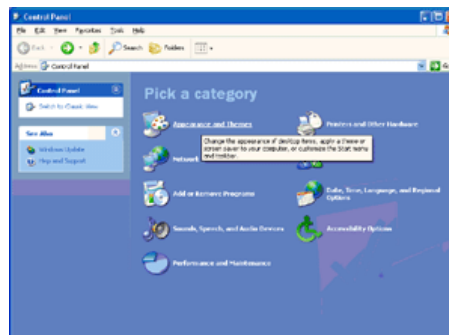 Control Panel
File Edit View Favorites Tools Help
Back Search Folders
Address Control Panel Go
Control Panel
Switch to Classic View
See Also
Windows Update
Help and Support
Pick a category
Appearance and Themes
Printers and Other Hardware
Change the appearance of desktop items, apply a theme or
screen saver to your computer, or customize the Start menu
and taskbar.
Network
Add or Remove Programs
Date, Time, Language, and Regional
Options
Sounds, Speech, and Audio Devices
Accessibility Options
Performance and Maintenance